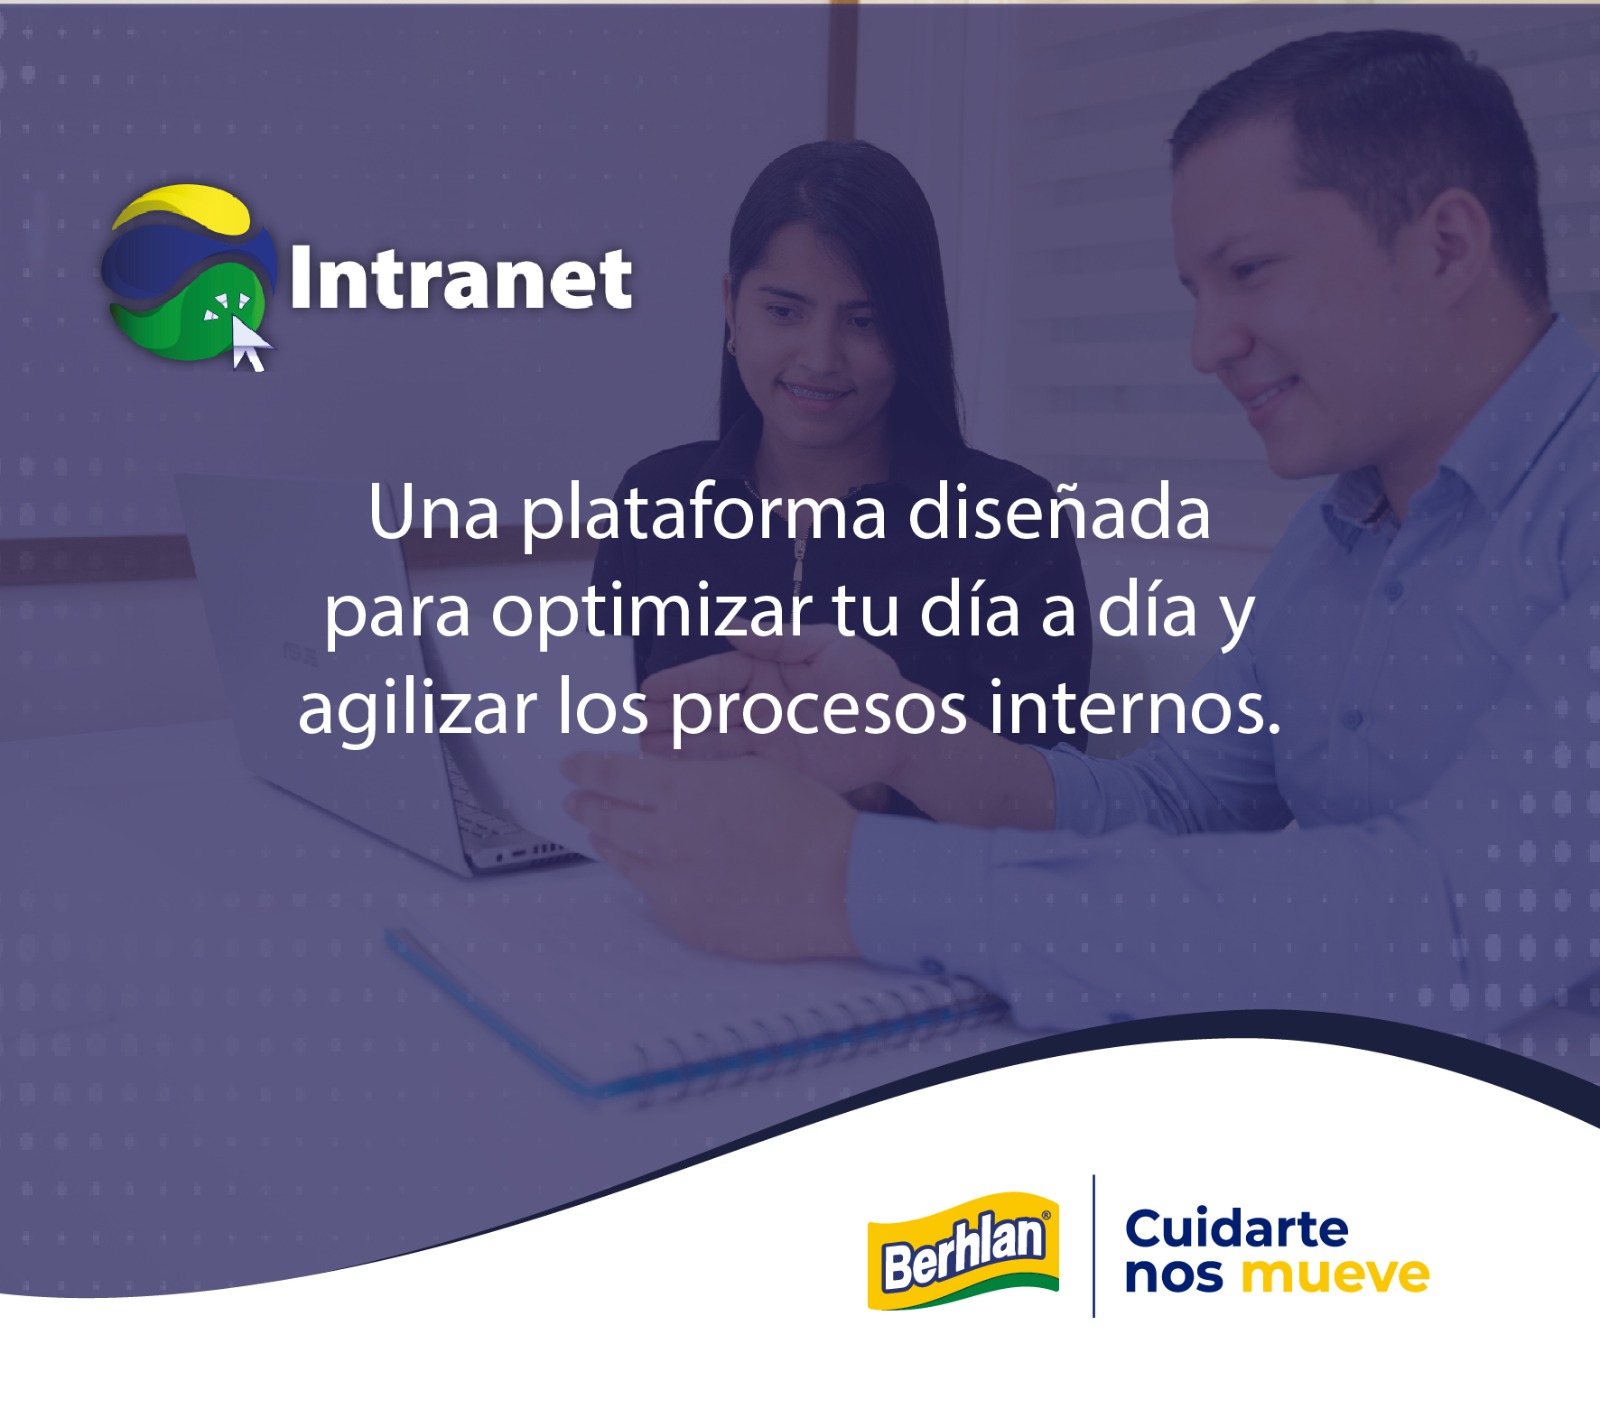 Intranet
Una plataforma diseñada
para optimizar tu día a día y
agilizar los procesos internos.
Berhlan®
Cuidarte
nos mueve